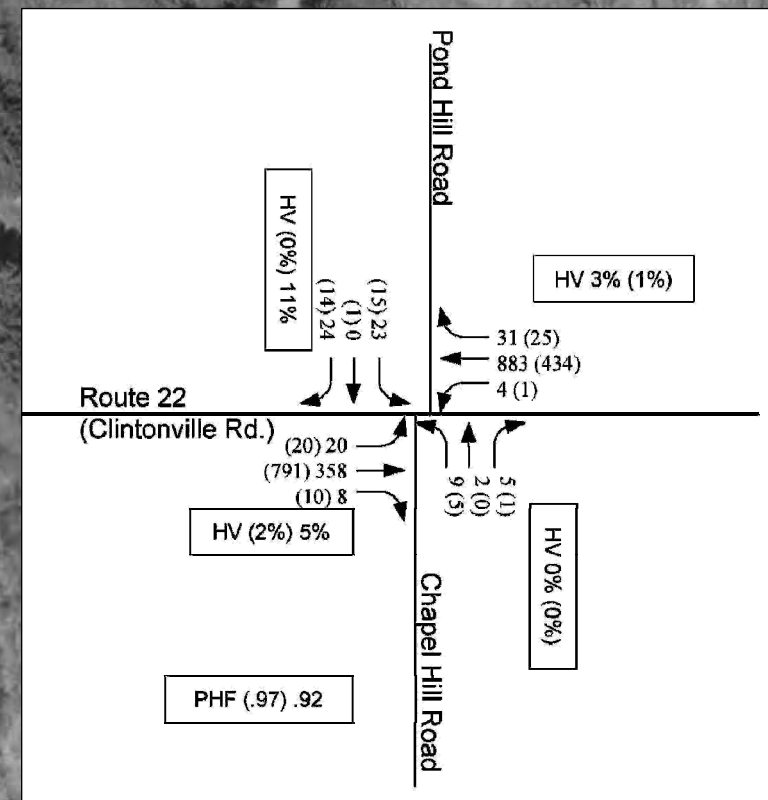 Pond Hill Road
HV (0%) 11%
(14) 24
(1) 0
(15) 23
HV 3% (1%)
31 (25)
883 (434)
4 (1)
Route 22
(Clintonville Rd.)
(20) 20
(791) 358
(10) 8
9 (5)
2 (0)
5 (1)
HV (2%) 5%
HV 0% (0%)
Chapel Hill Road
PHF (.97) .92